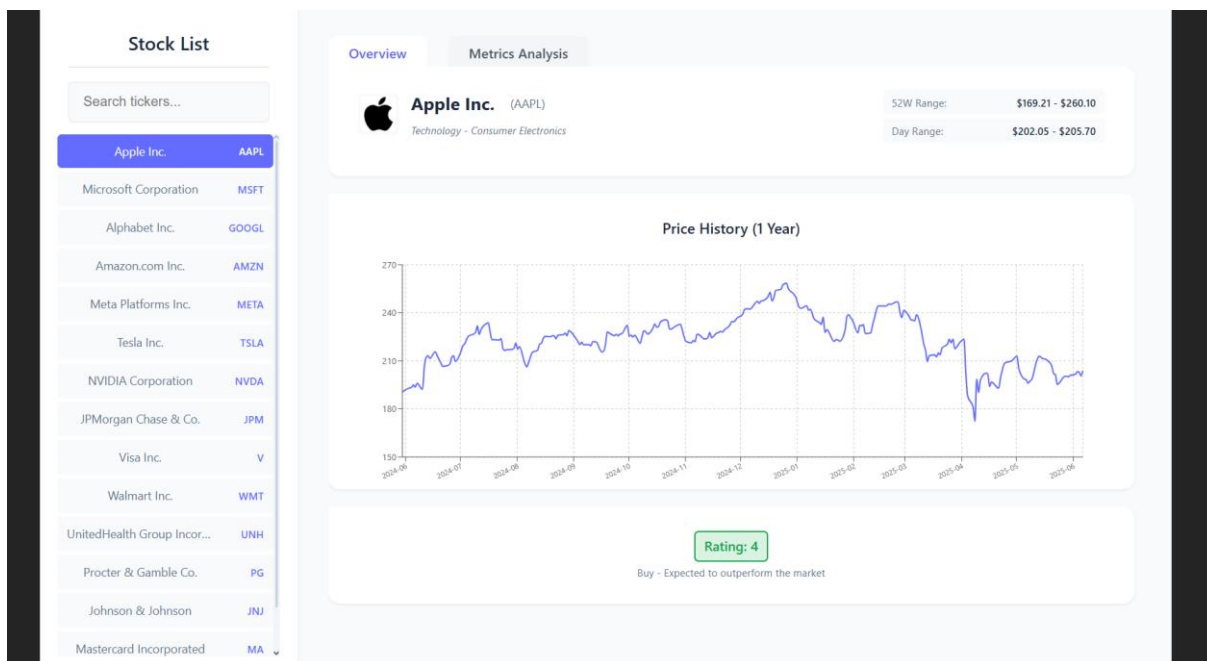 Stock List
Search tickers...
Apple Inc. AAPL
Microsoft Corporation MSFT
Alphabet Inc. GOOGL
Amazon.com Inc. AMZN
Meta Platforms Inc. META
Tesla Inc. TSLA
NVIDIA Corporation NVDA
JPMorgan Chase & Co. JPM
Visa Inc. V
Walmart Inc. WMT
UnitedHealth Group Incor... UNH
Procter & Gamble Co. PG
Johnson & Johnson JNJ
Mastercard Incorporated MA
Overview Metrics Analysis
Apple Inc. (AAPL)
Technology - Consumer Electronics
52W Range: $169.21 - $260.10
Day Range: $202.05 - $205.70
Price History (1 Year)
270
240
210
180
150
2024-06 2024-07 2024-08 2024-09 2024-10 2024-11 2024-12 2025-01 2025-02 2025-03 2025-04 2025-05 2025-06
Rating: 4
Buy - Expected to outperform the market